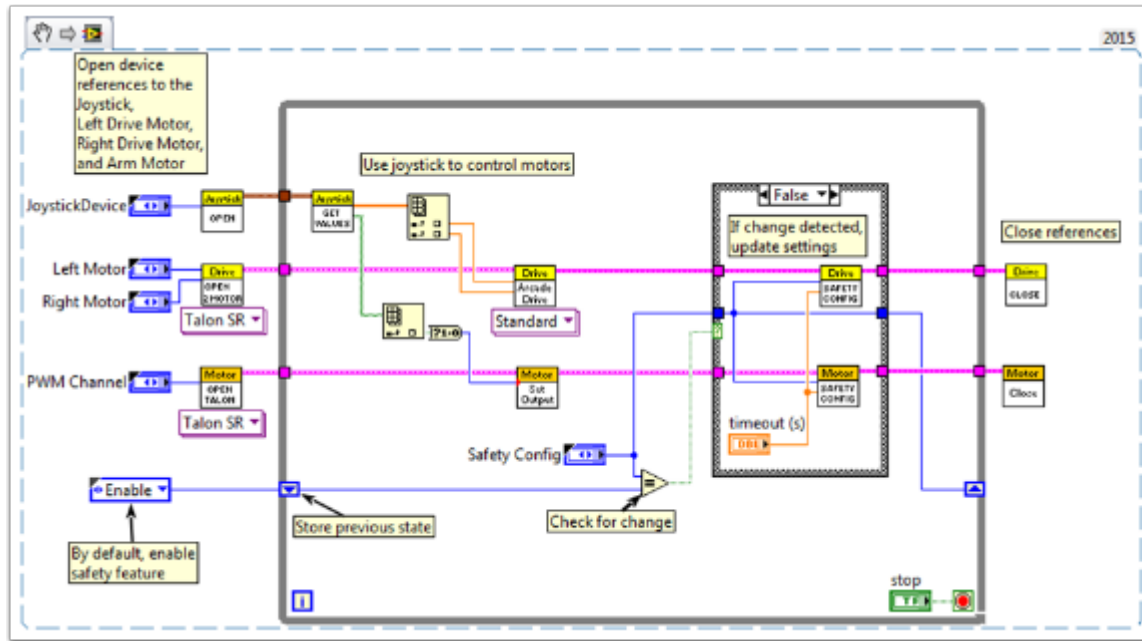 2015
Open device
references to the
Joystick,
Left Drive Motor,
Right Drive Motor,
and Arm Motor
Use joystick to control motors
False
JoystickDevice
Joystick
OPEN
Joystick
GET
VALUES
If change detected,
update settings
Close references
Left Motor
Right Motor
Drive
OPEN
2 MOTOR
Talon SR
Drive
Arcade
Drive
Standard
Drive
SAFETY
CONFIG
Drive
CLOSE
?1:0
PWM Channel
Motor
OPEN
TALON
Talon SR
Motor
Set
Output
Motor
SAFETY
CONFIG
Motor
Close
timeout (s)
DBL
Safety Config
Enable
=
Store previous state
Check for change
By default, enable
safety feature
i
stop
TF